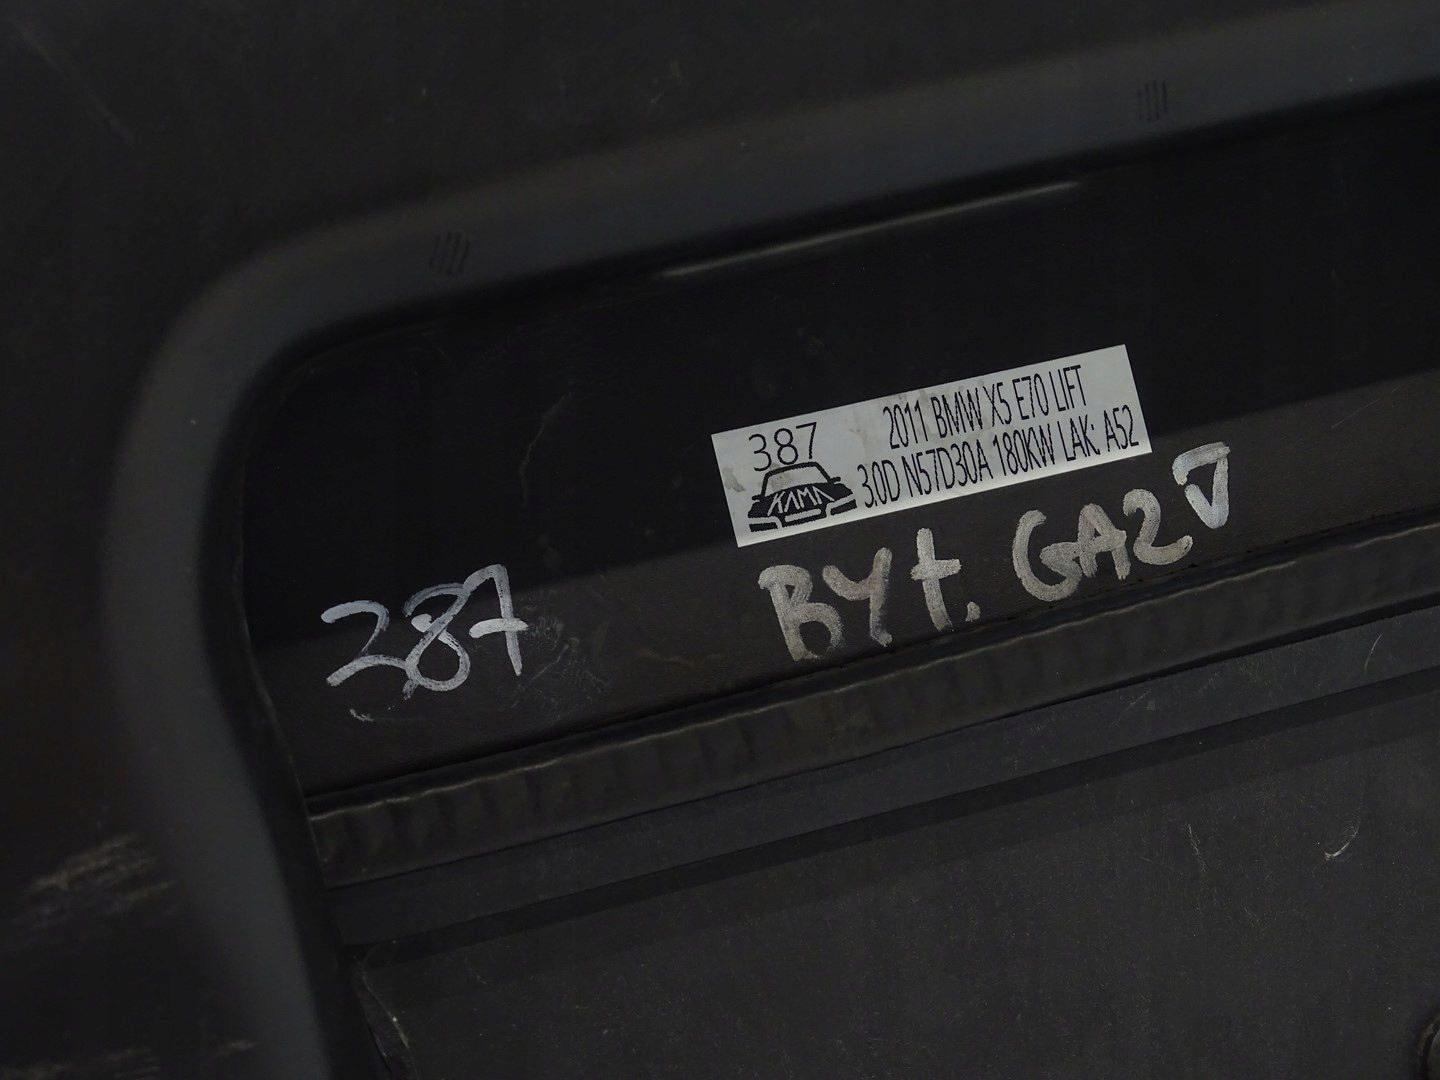 387
KAMA
2011 BMW X5 E70 LIFT
3.0D N57D30A 180KW LAK: A52
387
BYt. GA2